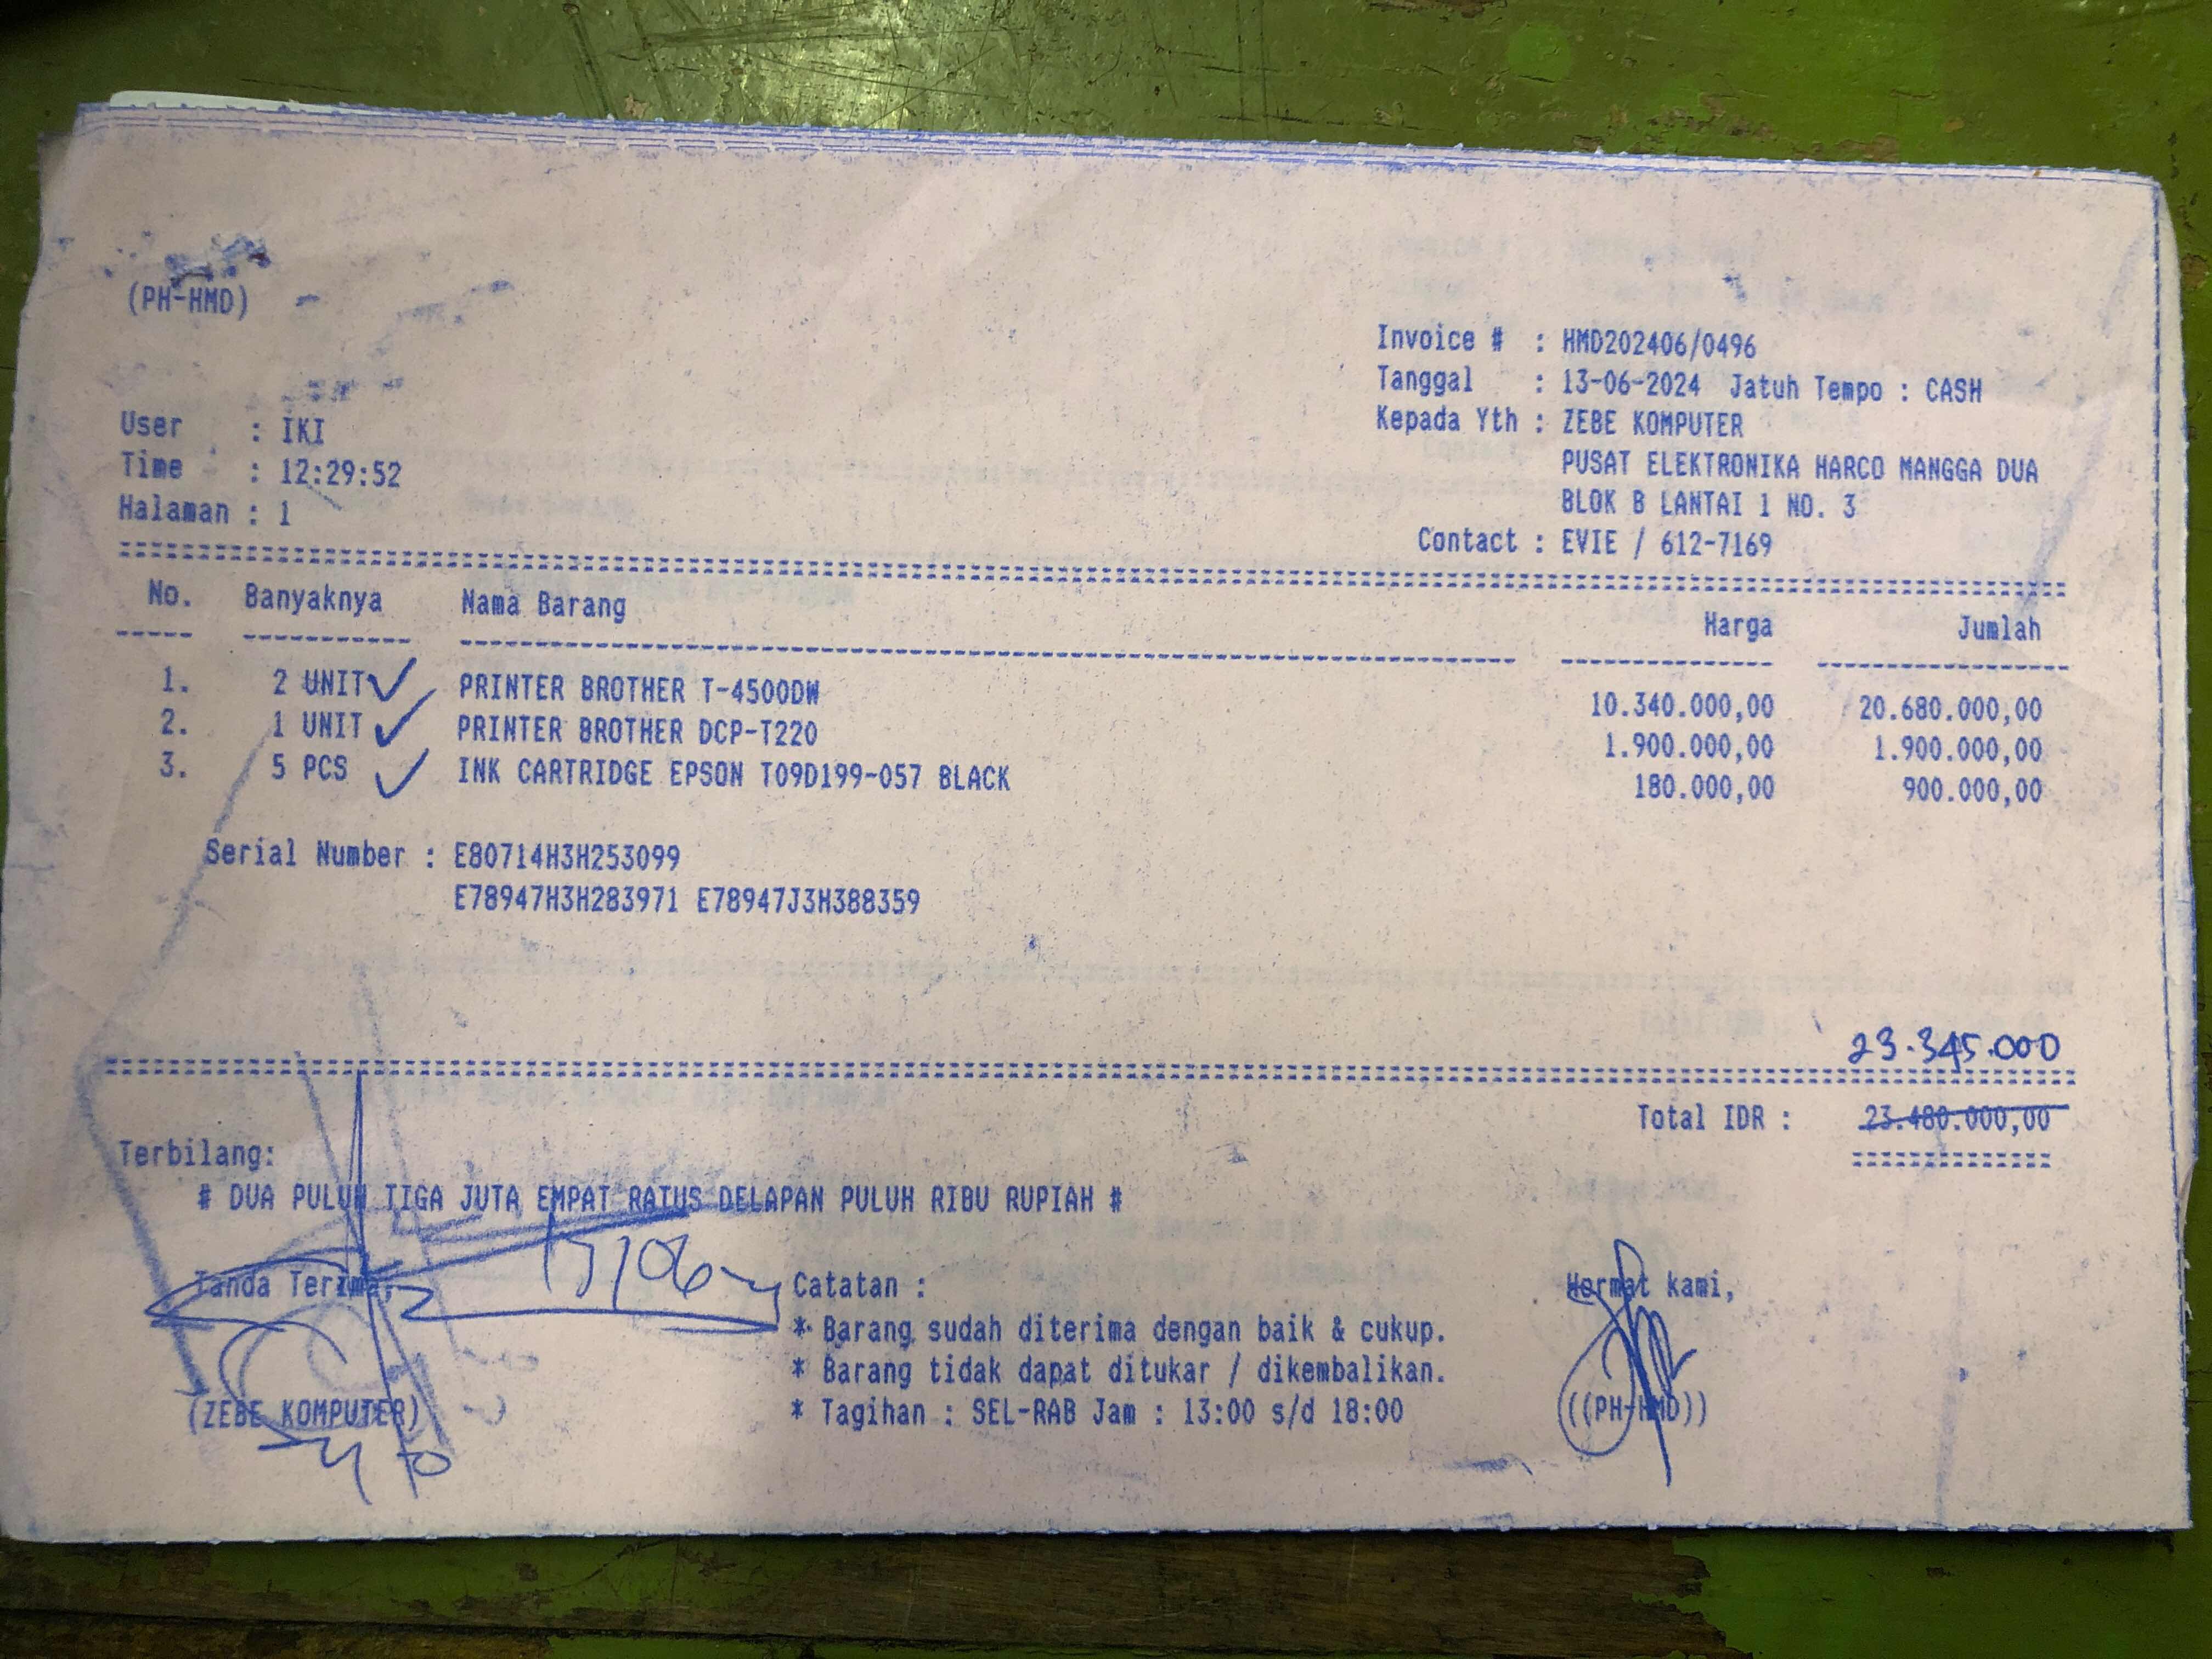 (PH-HMD)
Invoice # : HMD202406/0496
Tanggal : 13-06-2024 Jatuh Tempo : CASH
Kepada Yth : ZEBE KOMPUTER
PUSAT ELEKTRONIKA HARCO MANGGA DUA
BLOK B LANTAI 1 NO. 3
Contact : EVIE / 612-7169
User : IKI
Time : 12:29:52
Halaman : 1
No. Banyaknya Nama Barang Harga Jumlah
1. 2 UNIT PRINTER BROTHER T-4500DW 10.340.000,00 20.680.000,00
2. 1 UNIT PRINTER BROTHER DCP-T220 1.900.000,00 1.900.000,00
3. 5 PCS INK CARTRIDGE EPSON T09D199-057 BLACK 180.000,00 900.000,00
Serial Number : E80714H3H253099
E78947H3H283971 E78947J3H388359
23.345.000
Total IDR : 23.480.000,00
Terbilang:
# DUA PULUH TIGA JUTA EMPAT RATUS DELAPAN PULUH RIBU RUPIAH #
Tanda Terima,
(ZEBE KOMPUTER)
Catatan :
* Barang sudah diterima dengan baik & cukup.
* Barang tidak dapat ditukar / dikembalikan.
* Tagihan : SEL-RAB Jam : 13:00 s/d 18:00
Hormat kami,
((PH-HMD))